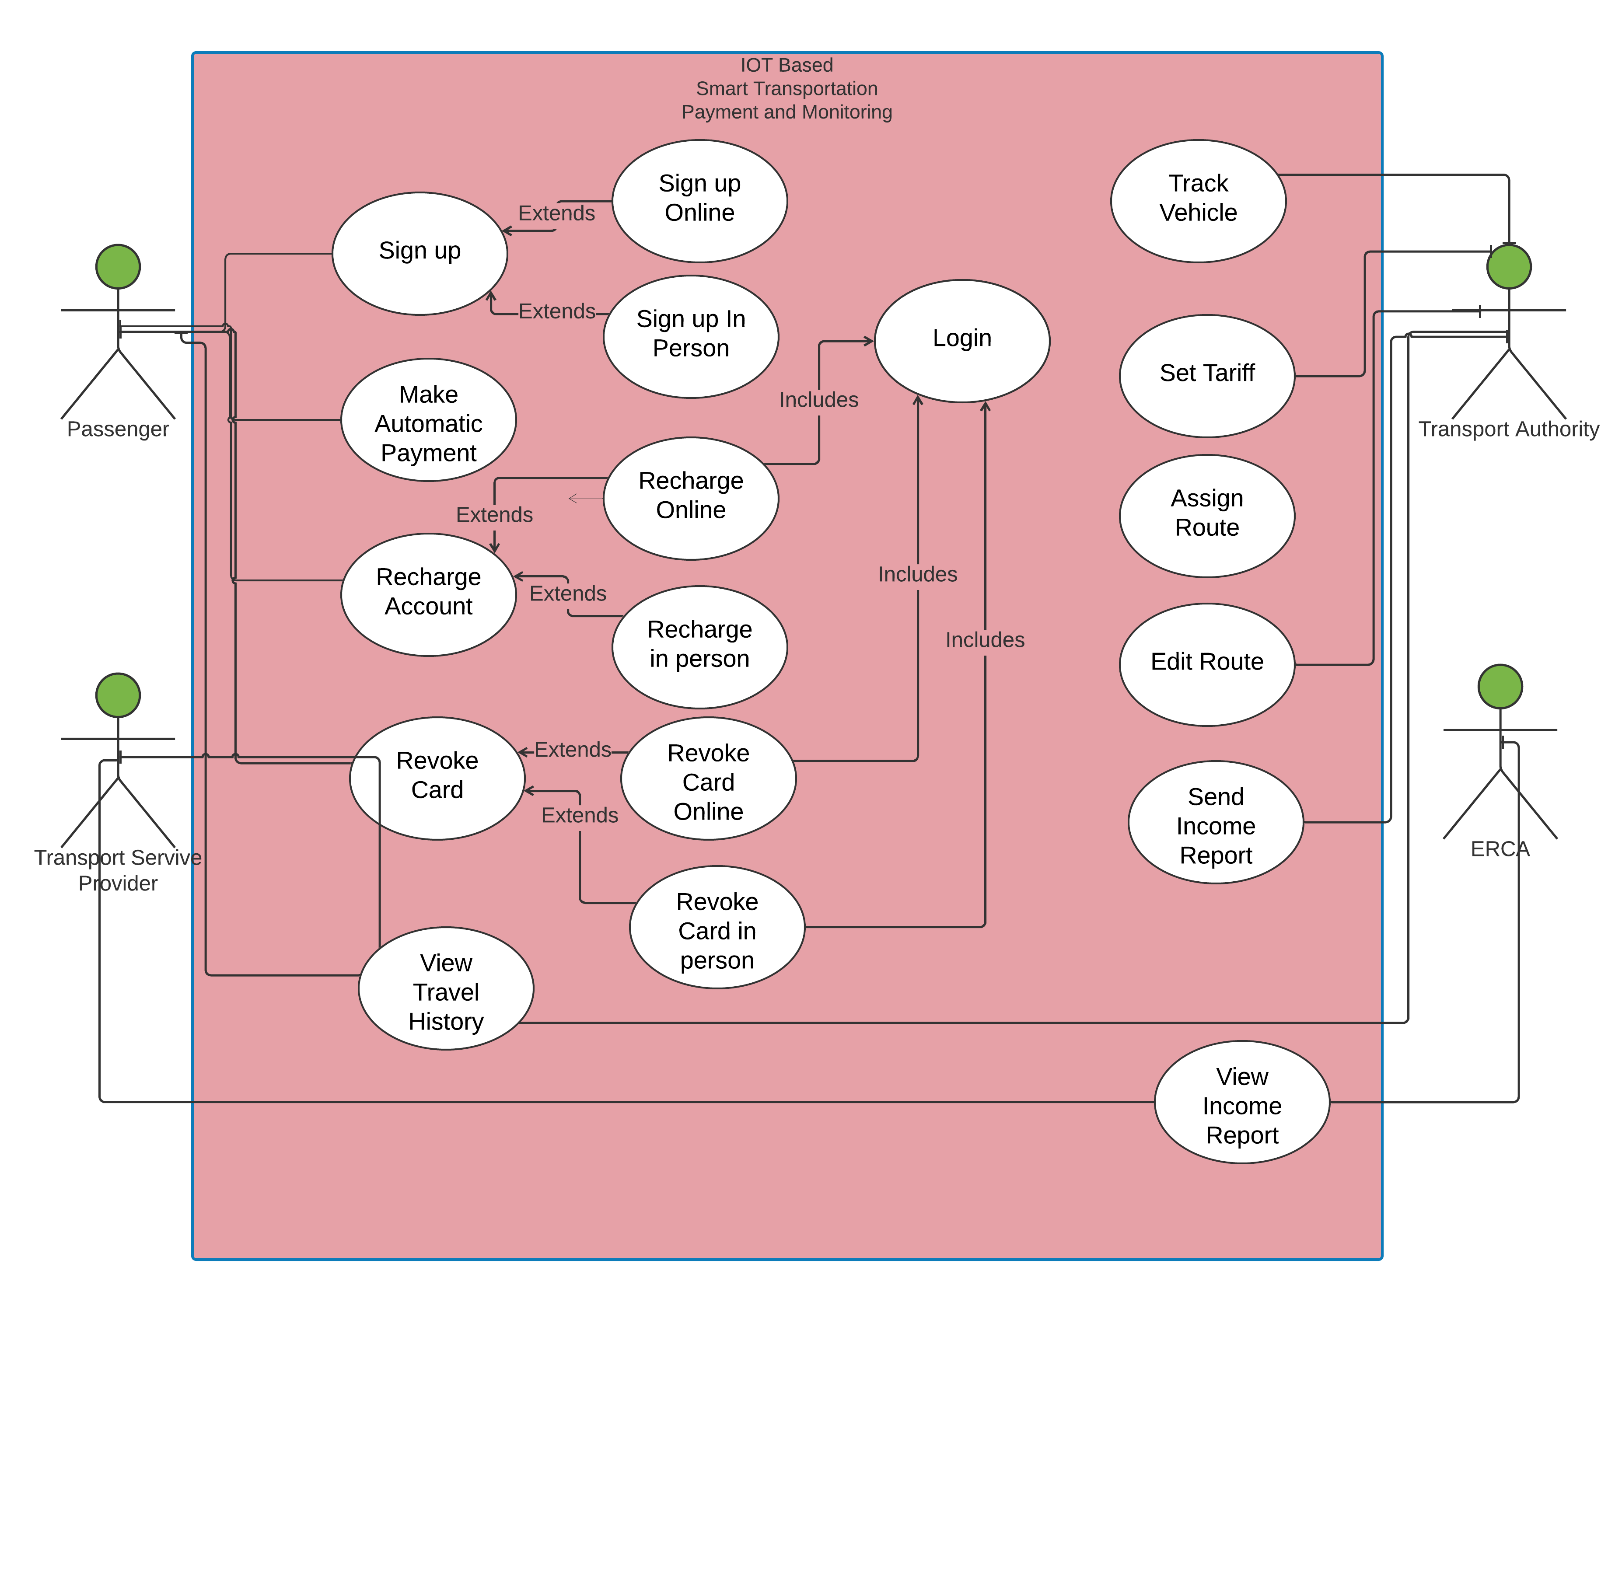 IOT Based
Smart Transportation
Payment and Monitoring
Sign up
Online
Extends
Sign up
Extends
Sign up In
Person
Login
Track
Vehicle
Set Tariff
Passenger
Transport Authority
Make
Automatic
Payment
Includes
Recharge
Online
Extends
Assign
Route
Recharge
Account
Extends
Includes
Recharge
in person
Includes
Edit Route
Revoke
Card
Extends
Revoke
Card
Online
Extends
Send
Income
Report
Transport Servive
Provider
ERCA
Revoke
Card in
person
View
Travel
History
View
Income
Report